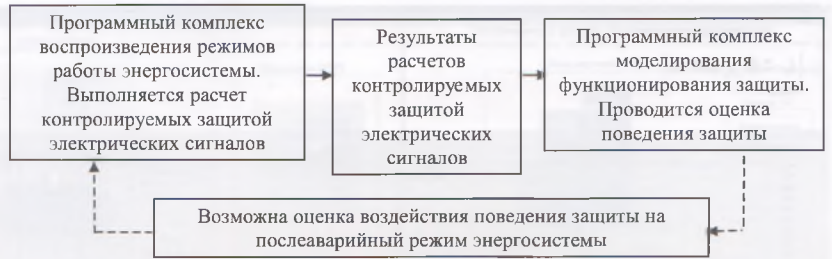 Программный комплекс
воспроизведения режимов
работы энергосистемы.
Выполняется расчет
контролируемых защитой
электрических сигналов
Результаты
расчетов
контролируемых
защитой
электрических
сигналов
Программный комплекс
моделирования
функционирования защиты.
Проводится оценка
поведения защиты
Возможна оценка воздействия поведения защиты на
послеаварийный режим энергосистемы